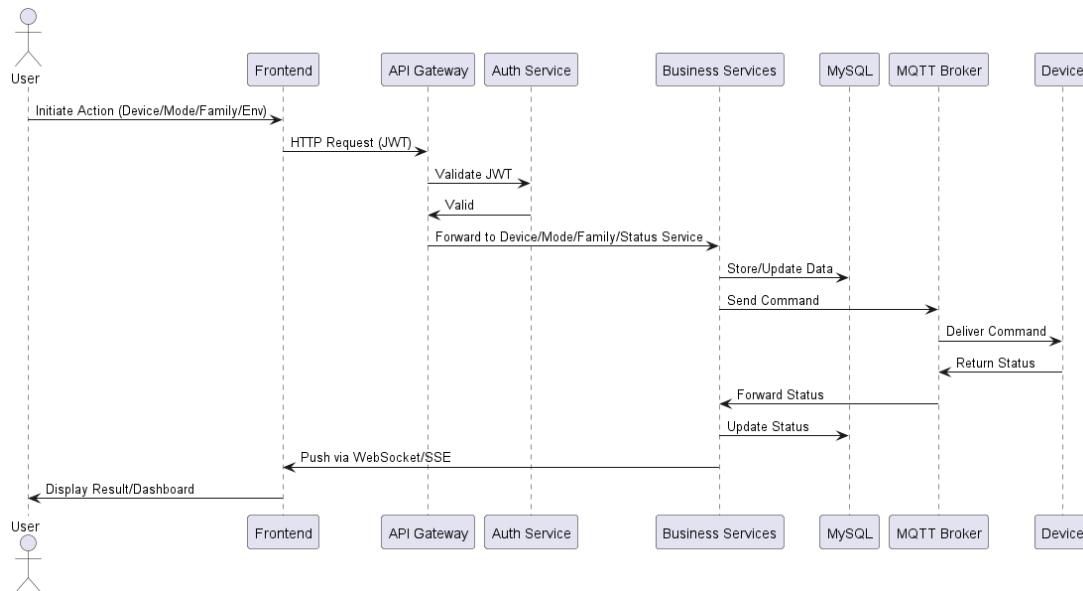 User
Frontend
API Gateway
Auth Service
Business Services
MySQL
MQTT Broker
Device
Initiate Action (Device/Mode/Family/Env)
HTTP Request (JWT)
Validate JWT
Valid
Forward to Device/Mode/Family/Status Service
Store/Update Data
Send Command
Deliver Command
Return Status
Forward Status
Update Status
Push via WebSocket/SSE
Display Result/Dashboard
User
Frontend
API Gateway
Auth Service
Business Services
MySQL
MQTT Broker
Device